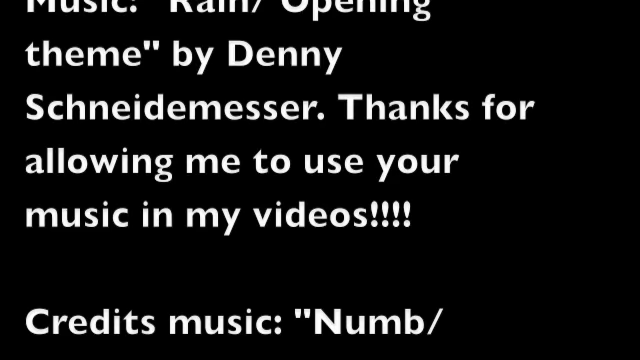 Music: "Rain/ Opening
theme" by Denny
Schneidemesser. Thanks for
allowing me to use your
music in my videos!!!!
Credits music: "Numb/